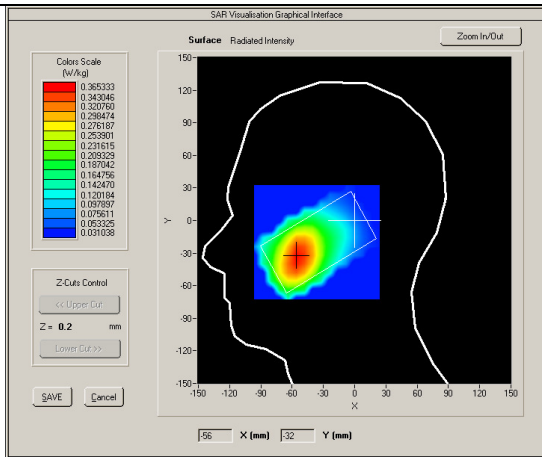 SAR Visualisation Graphical Interface
Surface Radiated Intensity
Zoom In/Out
Colors Scale
(W/kg)
0.365333
0.343046
0.320760
0.298474
0.276187
0.253901
0.231615
0.209329
0.187042
0.164756
0.142470
0.120184
0.097897
0.075611
0.053325
0.031038
Z-Cuts Control
<< Upper Cut
Z = 0.2 mm
Lower Cut >>
SAVE Cancel
150
120
90
60
30
0
-30
-60
-90
-120
-150
Y
-150 -120 -90 -60 -30 0 30 60 90 120 150
X
-56 X (mm) -32 Y (mm)